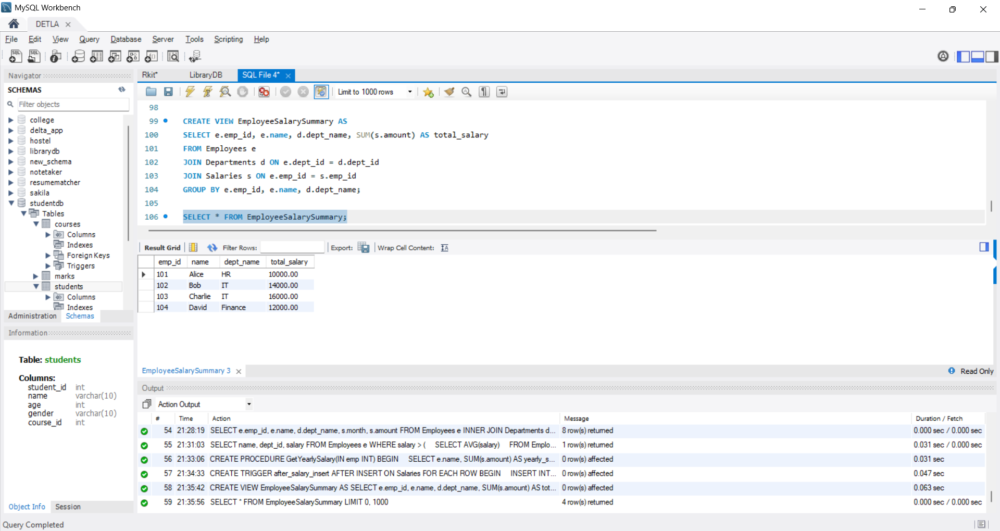 MySQL Workbench
DETLA
File Edit View Query Database Server Tools Scripting Help
Navigator
SCHEMAS
Filter objects
college
delta_app
hostel
librarydb
new_schema
notetaker
resumematcher
sakila
studentdb
Tables
courses
Columns
Indexes
Foreign Keys
Triggers
marks
students
Columns
Indexes
Administration Schemas
Information
Table: students
Columns:
student_id int
name varchar(10)
age int
gender varchar(10)
course_id int
Object Info Session
Rkit* LibraryDB SQL File 4*
Limit to 1000 rows
98
99 CREATE VIEW EmployeeSalarySummary AS
100 SELECT e.emp_id, e.name, d.dept_name, SUM(s.amount) AS total_salary
101 FROM Employees e
102 JOIN Departments d ON e.dept_id = d.dept_id
103 JOIN Salaries s ON e.emp_id = s.emp_id
104 GROUP BY e.emp_id, e.name, d.dept_name;
105
106 SELECT * FROM EmployeeSalarySummary;
Result Grid Filter Rows: Export: Wrap Cell Content:
emp_id name dept_name total_salary
101 Alice HR 10000.00
102 Bob IT 14000.00
103 Charlie IT 16000.00
104 David Finance 12000.00
EmployeeSalarySummary 3 Read Only
Output
Action Output
# Time Action Message Duration / Fetch
54 21:28:19 SELECT e.emp_id, e.name, d.dept_name, s.month, s.amount FROM Employees e INNER JOIN Departments d... 8 row(s) returned 0.000 sec / 0.000 sec
55 21:31:03 SELECT name, dept_id, salary FROM Employees e WHERE salary > ( SELECT AVG(salary) FROM Emplo... 1 row(s) returned 0.031 sec / 0.000 sec
56 21:33:06 CREATE PROCEDURE GetYearlySalary(IN emp INT) BEGIN SELECT e.name, SUM(s.amount) AS yearly_s... 0 row(s) affected 0.031 sec
57 21:34:33 CREATE TRIGGER after_salary_insert AFTER INSERT ON Salaries FOR EACH ROW BEGIN INSERT INT... 0 row(s) affected 0.047 sec
58 21:35:42 CREATE VIEW EmployeeSalarySummary AS SELECT e.emp_id, e.name, d.dept_name, SUM(s.amount) AS tot... 0 row(s) affected 0.063 sec
59 21:35:56 SELECT * FROM EmployeeSalarySummary LIMIT 0, 1000 4 row(s) returned 0.000 sec / 0.000 sec
Query Completed